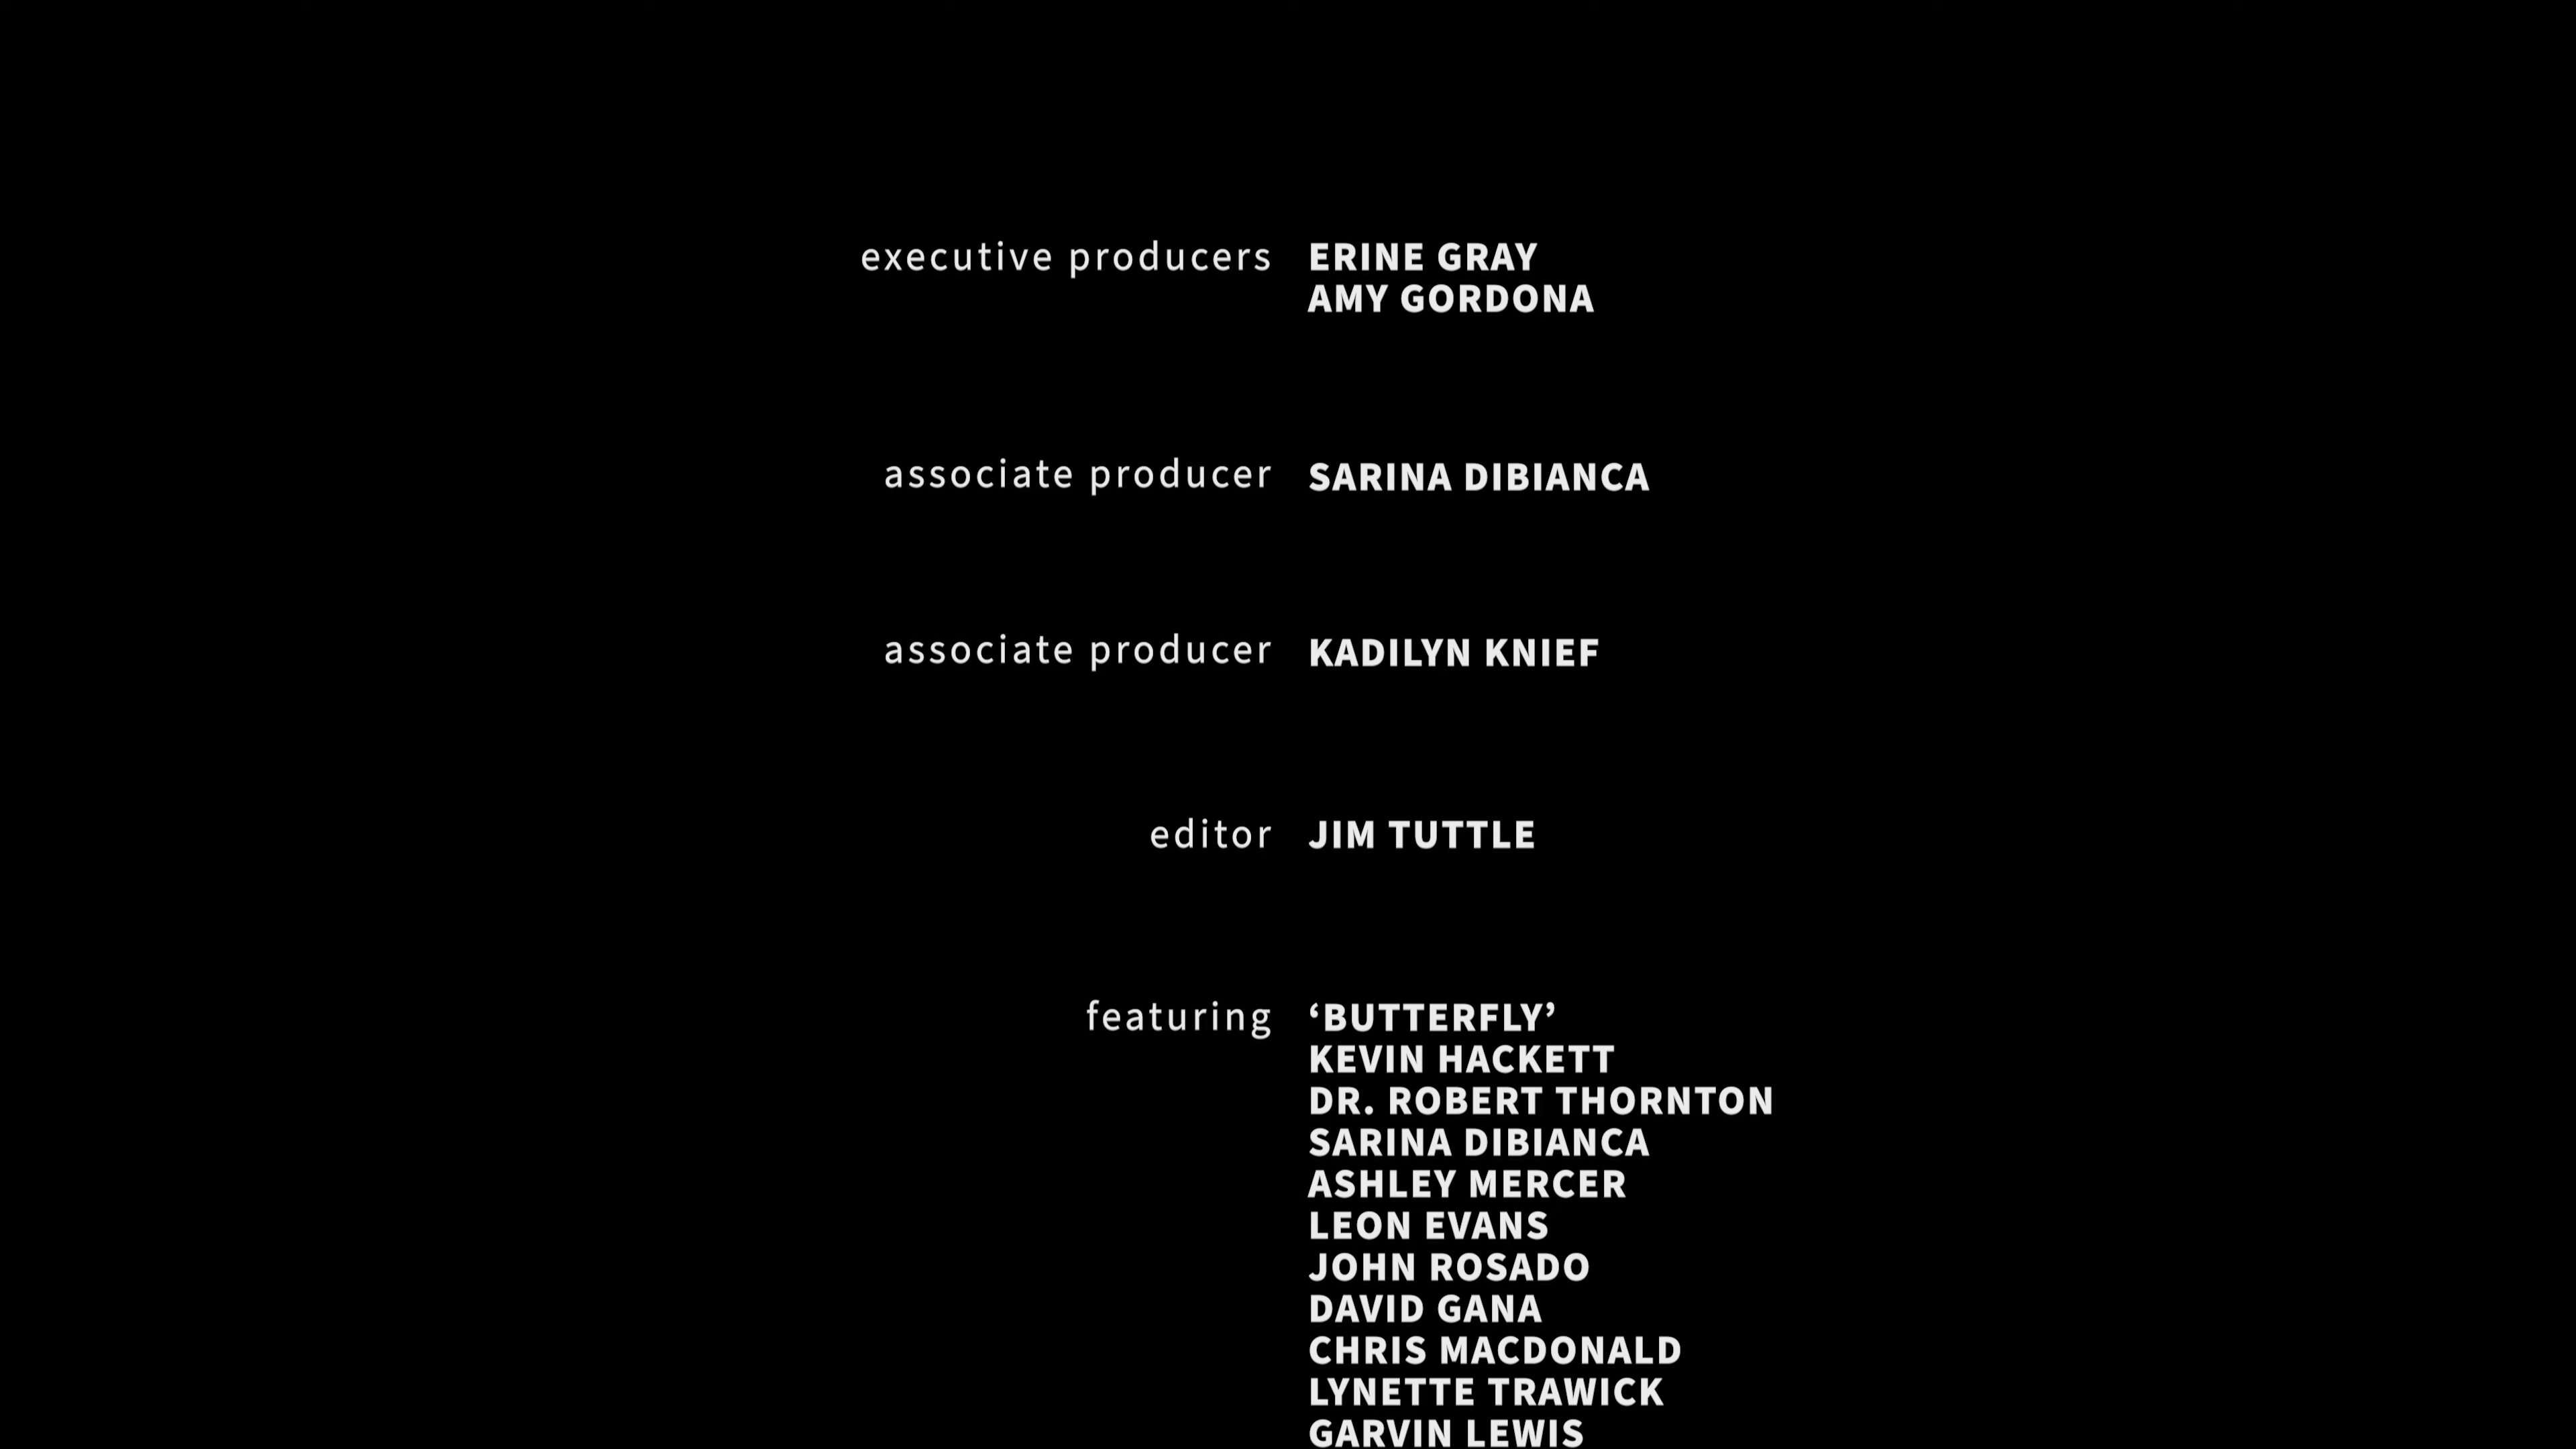 executive producers ERINE GRAY
AMY GORDONA
associate producer SARINA DIBIANCA
associate producer KADILYN KNIEF
editor JIM TUTTLE
featuring ‘BUTTERFLY’
KEVIN HACKETT
DR. ROBERT THORNTON
SARINA DIBIANCA
ASHLEY MERCER
LEON EVANS
JOHN ROSADO
DAVID GANA
CHRIS MACDONALD
LYNETTE TRAWICK
GARVIN LEWIS